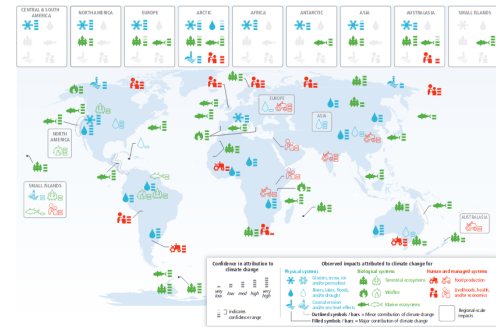 CENTRAL & SOUTH
AMERICA
NORTH AMERICA
EUROPE
ARCTIC
AFRICA
ANTARCTIC
ASIA
AUSTRALASIA
SMALL ISLANDS
EUROPE
ASIA
NORTH
AMERICA
SMALL ISLANDS
AUSTRALASIA
Confidence in attribution to
climate change
very
low
low
med
high
very
high
indicates
confidence range
Observed impacts attributed to climate change for
Physical systems
Glaciers, snow, ice
and/or permafrost
Rivers, lakes, floods,
and/or drought
Coastal erosion
and/or sea level effects
Biological systems
Terrestrial ecosystems
Wildfire
Marine ecosystems
Human and managed systems
Food production
Livelihoods, health,
and/or economics
Outlined symbols / bars = Minor contribution of climate change
Filled symbols / bars = Major contribution of climate change
Regional-scale
impacts